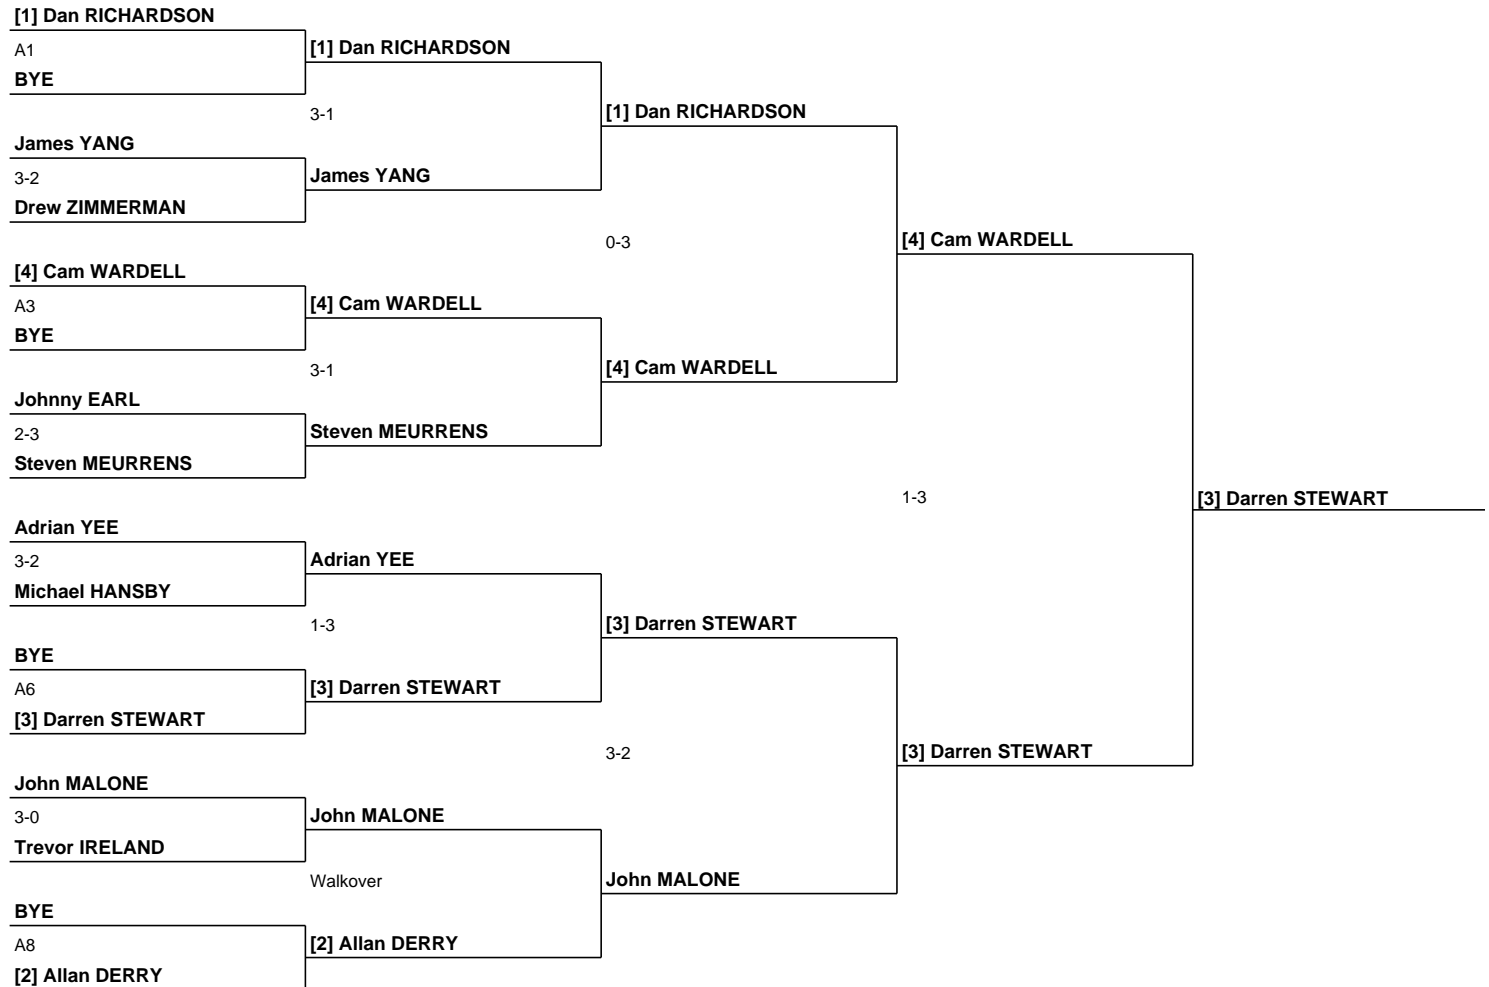 [1] Dan RICHARDSON
A1
BYE
James YANG
3-2
Drew ZIMMERMAN
[4] Cam WARDELL
A3
BYE
Johnny EARL
2-3
Steven MEURRENS
Adrian YEE
3-2
Michael HANSBY
BYE
A6
[3] Darren STEWART
John MALONE
3-0
Trevor IRELAND
BYE
A8
[2] Allan DERRY
[1] Dan RICHARDSON
3-1
James YANG
[4] Cam WARDELL
3-1
Steven MEURRENS
Adrian YEE
1-3
[3] Darren STEWART
John MALONE
Walkover
[2] Allan DERRY
[1] Dan RICHARDSON
0-3
[4] Cam WARDELL
[3] Darren STEWART
3-2
John MALONE
[4] Cam WARDELL
1-3
[3] Darren STEWART
[3] Darren STEWART